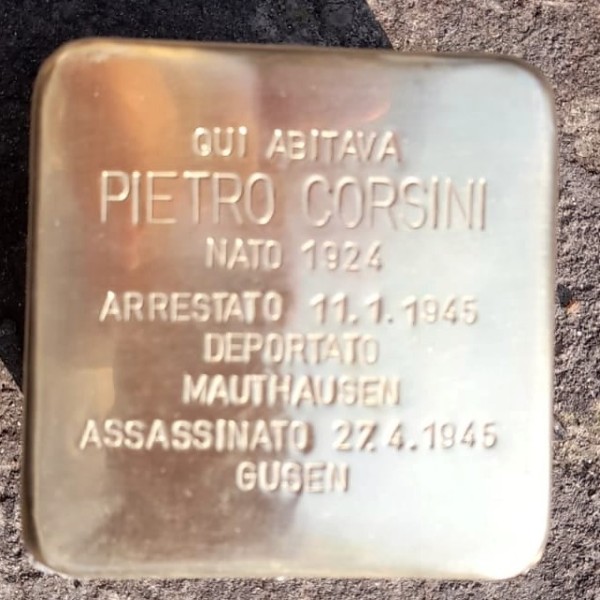 QUI ABITAVA
PIETRO CORSINI
NATO 1924
ARRESTATO 11.1.1945
DEPORTATO
MAUTHAUSEN
ASSASSINATO 27.4.1945
GUSEN